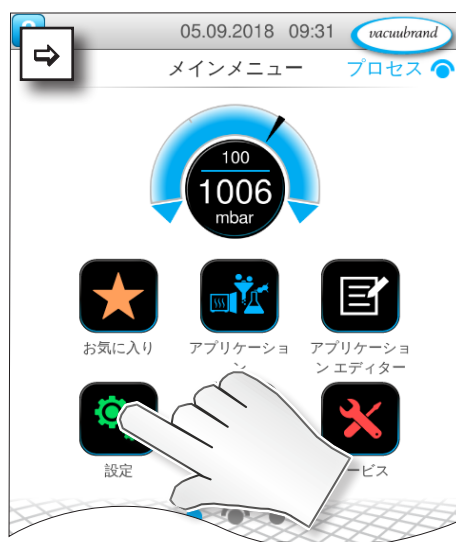 05.09.2018 09:31
vacuubrand
メインメニュー
プロセス
100
1006
mbar
お気に入り
アプリケーショ
ン
アプリケーショ
ン エディター
設定
ービス